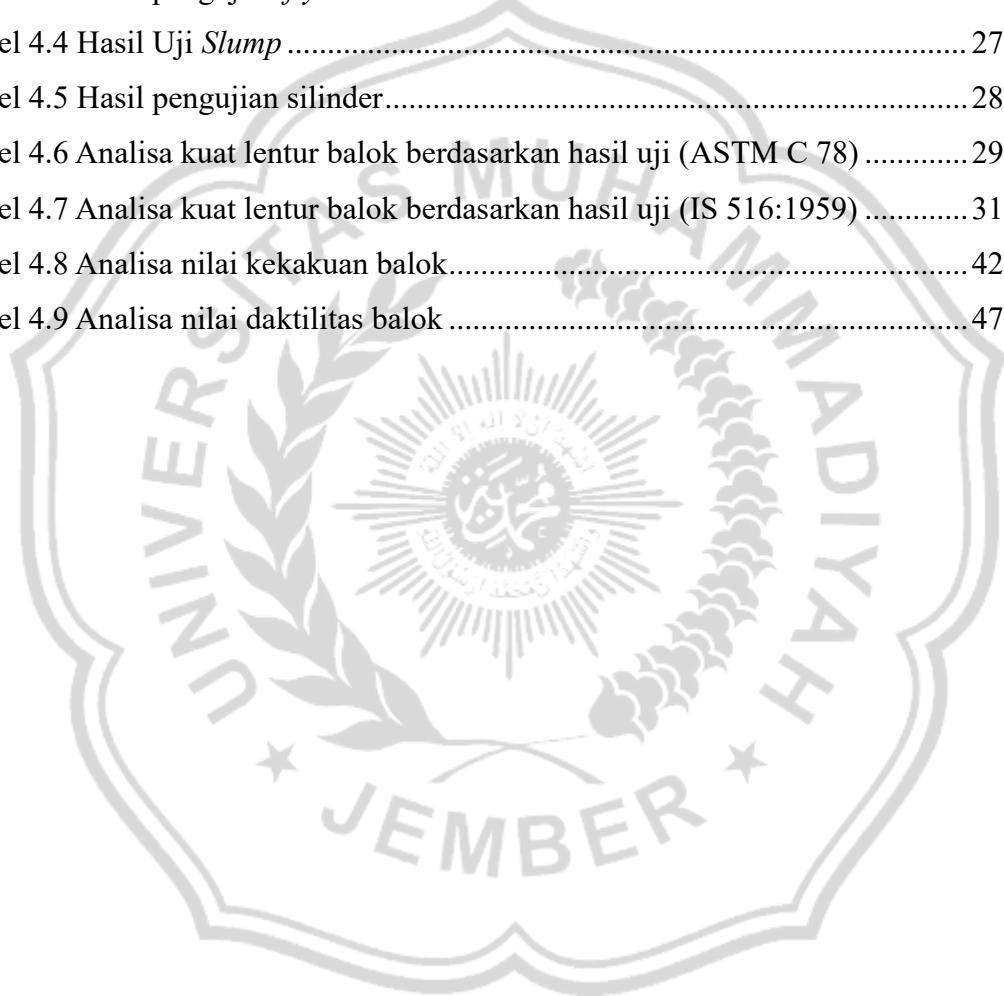 el 4.4 Hasil Uji Slump .......... 27
el 4.5 Hasil pengujian silinder .......... 28
el 4.6 Analisa kuat lentur balok berdasarkan hasil uji (ASTM C 78) .......... 29
el 4.7 Analisa kuat lentur balok berdasarkan hasil uji (IS 516:1959) .......... 31
el 4.8 Analisa nilai kekakuan balok .......... 42
el 4.9 Analisa nilai daktilitas balok .......... 47
UNIVERSITAS MUHAMMADIYAH
JEMBER